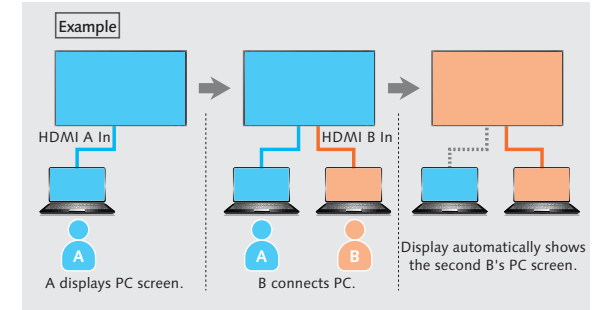 Example
HDMI A In
HDMI B In
A
A
B
A displays PC screen.
B connects PC.
Display automatically shows
the second B's PC screen.